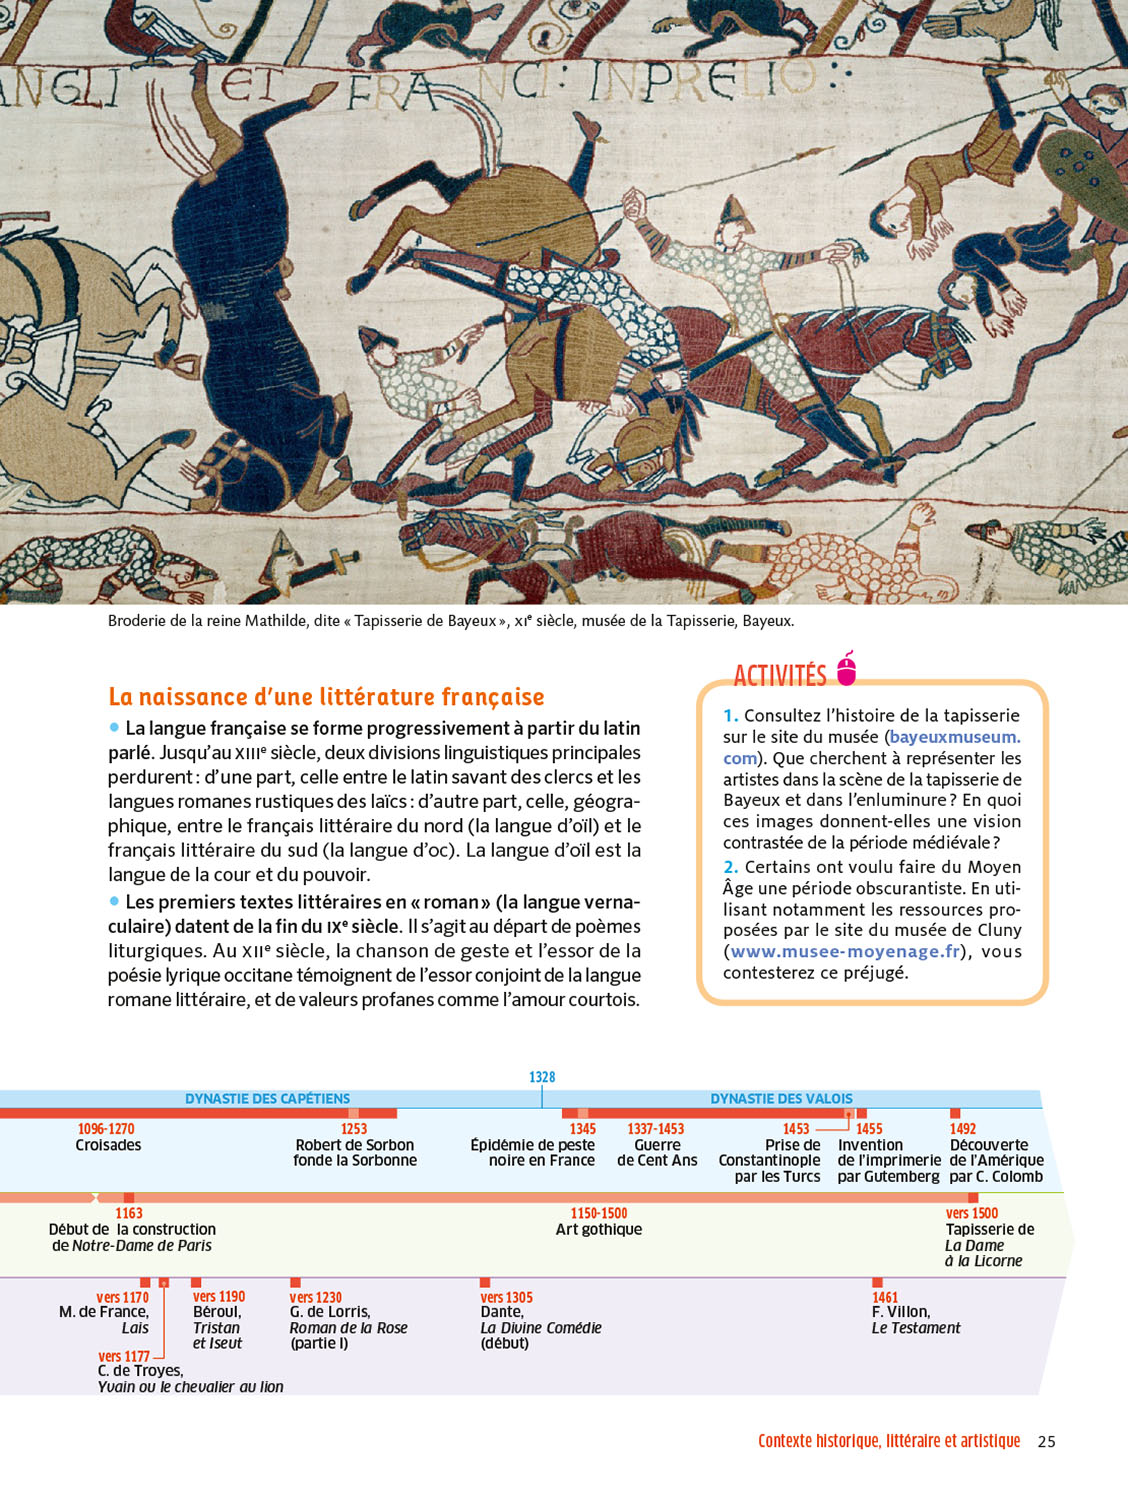 ANGLI ET FRANCI: IN PRELIO:
Broderie de la reine Mathilde, dite « Tapisserie de Bayeux », XIe siècle, musée de la Tapisserie, Bayeux.
La naissance d’une littérature française
• La langue française se forme progressivement à partir du latin
parlé. Jusqu’au XIIIe siècle, deux divisions linguistiques principales
perdurent : d’une part, celle entre le latin savant des clercs et les
langues romanes rustiques des laïcs : d’autre part, celle, géogra-
phique, entre le français littéraire du nord (la langue d’oïl) et le
français littéraire du sud (la langue d’oc). La langue d’oïl est la
langue de la cour et du pouvoir.
• Les premiers textes littéraires en « roman » (la langue verna-
culaire) datent de la fin du IXe siècle. Il s’agit au départ de poèmes
liturgiques. Au XIIe siècle, la chanson de geste et l’essor de la
poésie lyrique occitane témoignent de l’essor conjoint de la langue
romane littéraire, et de valeurs profanes comme l’amour courtois.
ACTIVITÉS
1. Consultez l’histoire de la tapisserie
sur le site du musée (bayeuxmuseum.
com). Que cherchent à représenter les
artistes dans la scène de la tapisserie de
Bayeux et dans l’enluminure ? En quoi
ces images donnent-elles une vision
contrastée de la période médiévale ?
2. Certains ont voulu faire du Moyen
Âge une période obscurantiste. En uti-
lisant notamment les ressources pro-
posées par le site du musée de Cluny
(www.musee-moyenage.fr), vous
contesterez ce préjugé.
1328
DYNASTIE DES CAPÉTIENS
DYNASTIE DES VALOIS
1096-1270
Croisades
1253
Robert de Sorbon
fonde la Sorbonne
1345
Épidémie de peste
noire en France
1337-1453
Guerre
de Cent Ans
1453
Prise de
Constantinople
par les Turcs
1455
Invention
de l’imprimerie
par Gutemberg
1492
Découverte
de l’Amérique
par C. Colomb
1163
Début de la construction
de Notre-Dame de Paris
1150-1500
Art gothique
vers 1500
Tapisserie de
La Dame
à la Licorne
vers 1170
M. de France,
Lais
vers 1177
C. de Troyes,
Yvain ou le chevalier au lion
vers 1190
Béroul,
Tristan
et Iseut
vers 1230
G. de Lorris,
Roman de la Rose
(partie I)
vers 1305
Dante,
La Divine Comédie
(début)
1461
F. Villon,
Le Testament
Contexte historique, littéraire et artistique 25